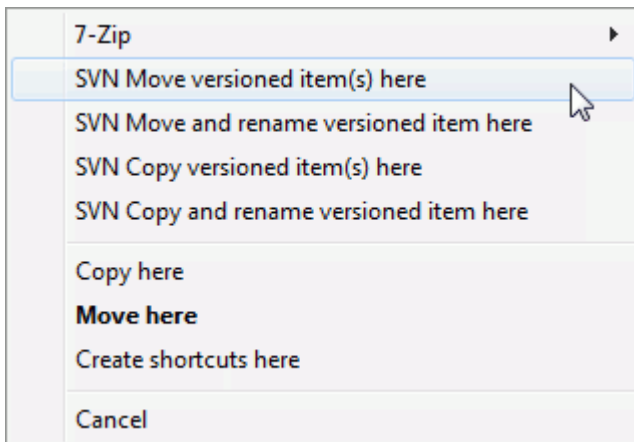 7-Zip
SVN Move versioned item(s) here
SVN Move and rename versioned item here
SVN Copy versioned item(s) here
SVN Copy and rename versioned item here
Copy here
Move here
Create shortcuts here
Cancel